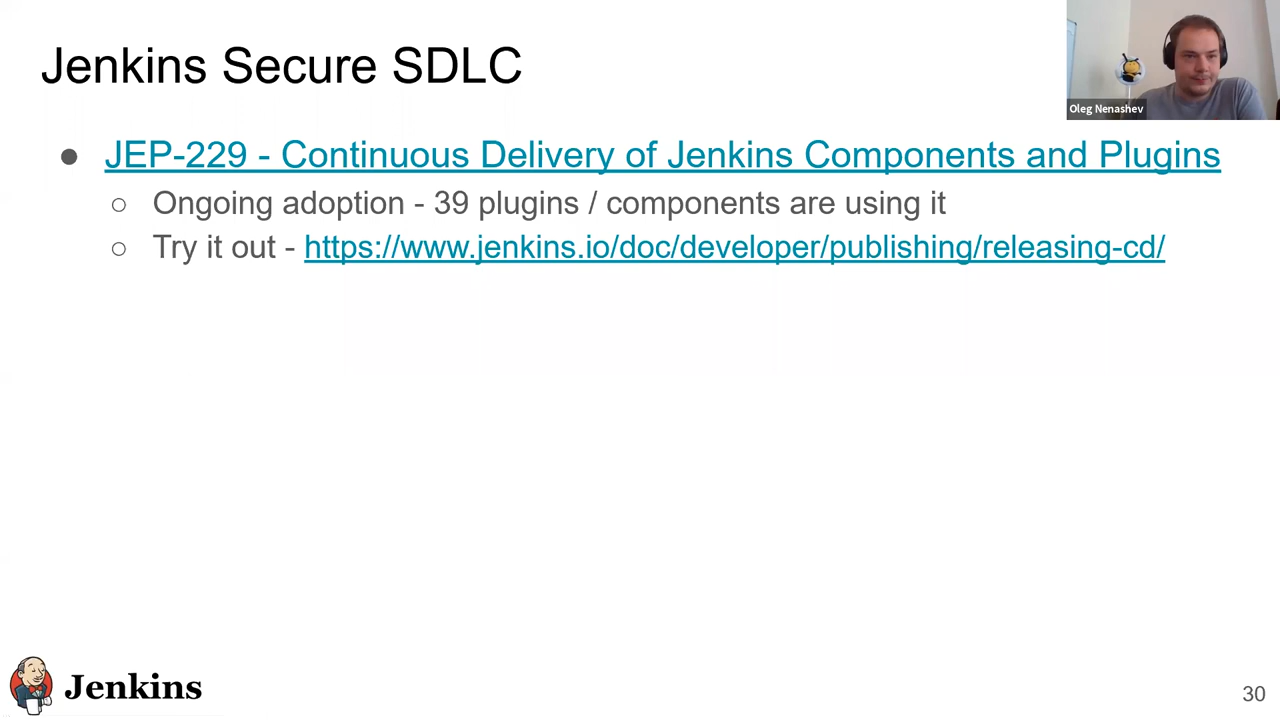 Jenkins Secure SDLC
Oleg Nenashev
● JEP-229 - Continuous Delivery of Jenkins Components and Plugins
○ Ongoing adoption - 39 plugins / components are using it
○ Try it out - https://www.jenkins.io/doc/developer/publishing/releasing-cd/
Jenkins
30